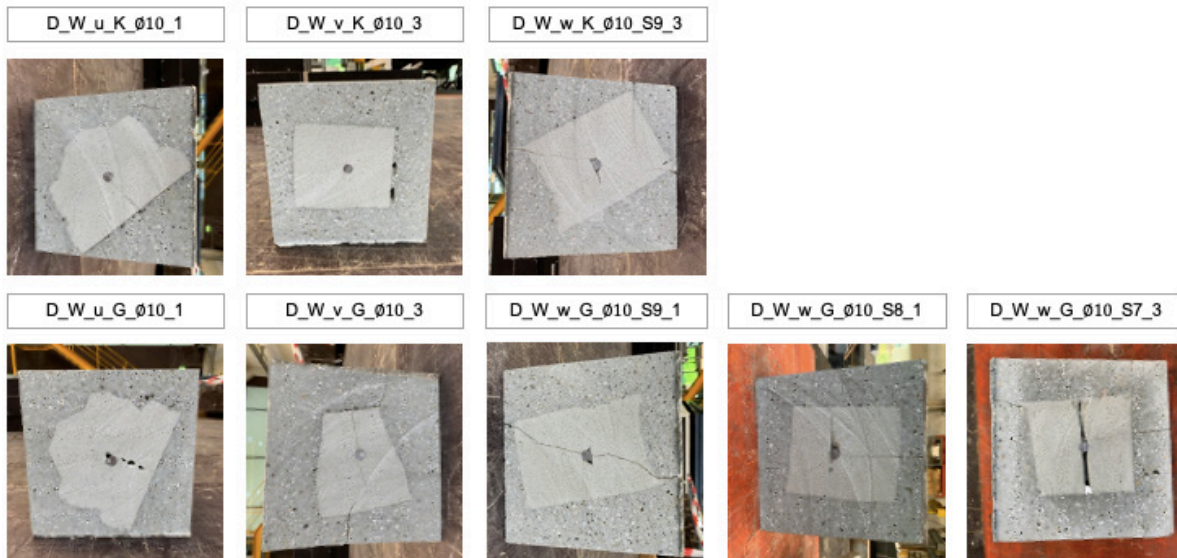 D_W_u_K_Ø10_1
D_W_v_K_Ø10_3
D_W_w_K_Ø10_S9_3
D_W_u_G_Ø10_1
D_W_v_G_Ø10_3
D_W_w_G_Ø10_S9_1
D_W_w_G_Ø10_S8_1
D_W_w_G_Ø10_S7_3